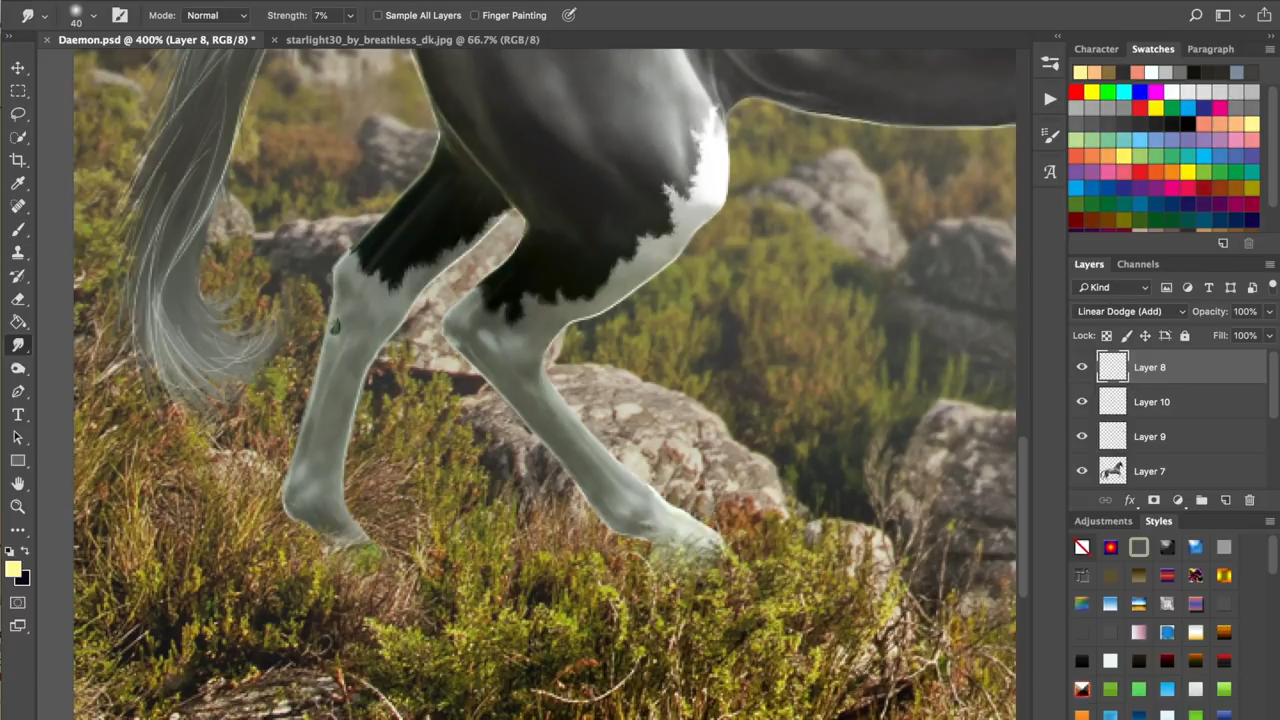 40 Mode: Normal Strength: 7% Sample All Layers Finger Painting
× Daemon.psd @ 400% (Layer 8, RGB/8) * × starlight30_by_breathless_dk.jpg @ 66.7% (RGB/8)
Character Swatches Paragraph
Layers Channels
Kind
Linear Dodge (Add) Opacity: 100%
Lock: Fill: 100%
Layer 8
Layer 10
Layer 9
Layer 7
fx
Adjustments Styles